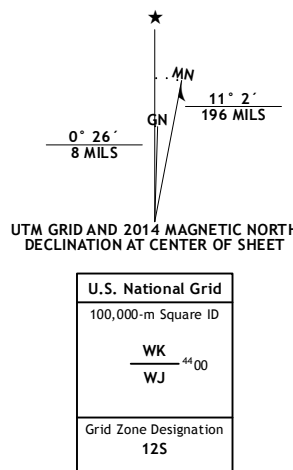 MN
GN
11° 2´
196 MILS
0° 26´
8 MILS
UTM GRID AND 2014 MAGNETIC NORTH
DECLINATION AT CENTER OF SHEET
U.S. National Grid
100,000-m Square ID
WK
4400
WJ
Grid Zone Designation
12S